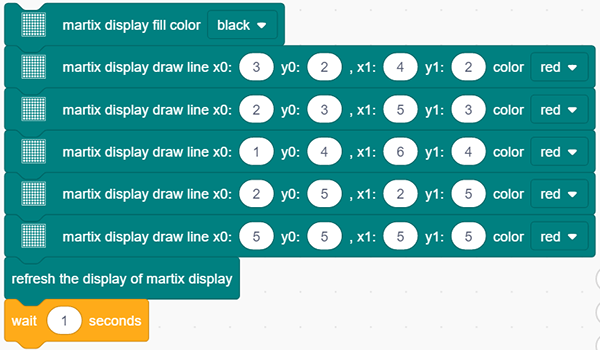 martix display fill color black
martix display draw line x0: 3 y0: 2 , x1: 4 y1: 2 color red
martix display draw line x0: 2 y0: 3 , x1: 5 y1: 3 color red
martix display draw line x0: 1 y0: 4 , x1: 6 y1: 4 color red
martix display draw line x0: 2 y0: 5 , x1: 2 y1: 5 color red
martix display draw line x0: 5 y0: 5 , x1: 5 y1: 5 color red
refresh the display of martix display
wait 1 seconds